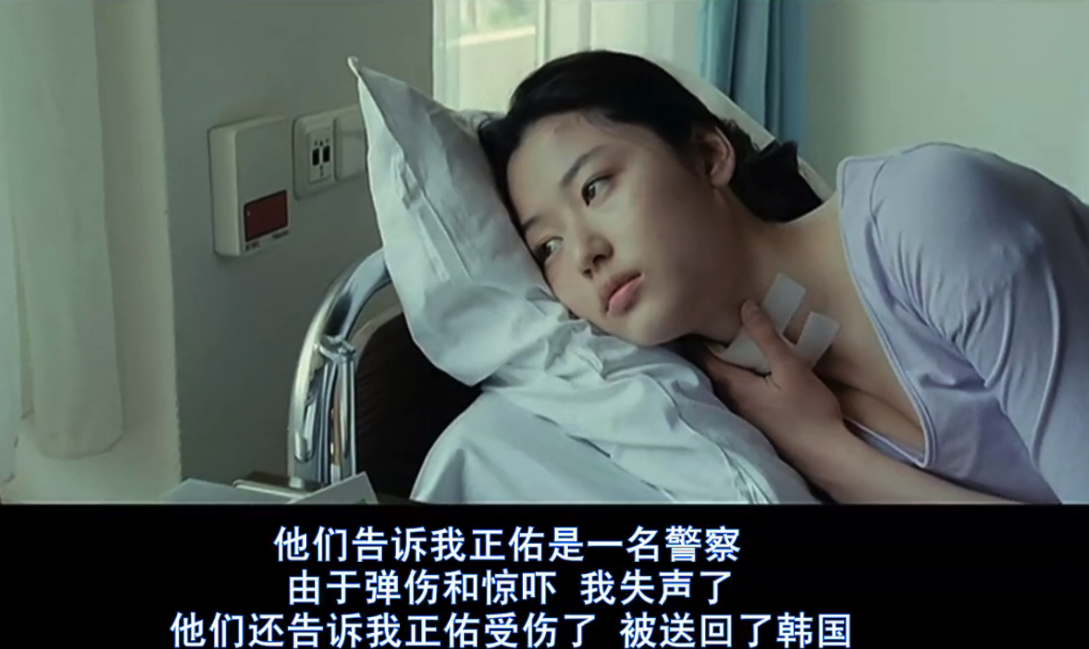 他们告诉我正佑是一名警察
由于弹伤和惊吓 我失声了
他们还告诉我正佑受伤了 被送回了韩国